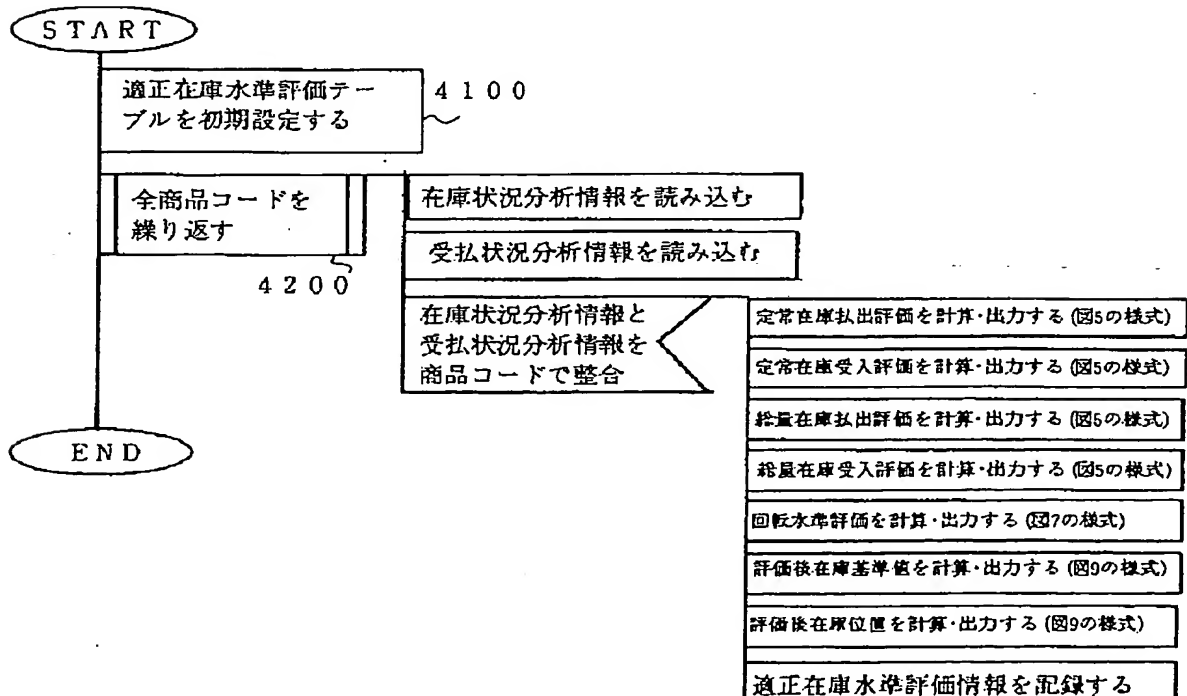 START
適正在庫水準評価テー
ブルを初期設定する
4100
全商品コードを
繰り返す
4200
在庫状況分析情報を読み込む
受払状況分析情報を読み込む
在庫状況分析情報と
受払状況分析情報を
商品コードで整合
定常在庫払出評価を計算・出力する (図5の様式)
定常在庫受入評価を計算・出力する (図5の様式)
総量在庫払出評価を計算・出力する (図5の様式)
総量在庫受入評価を計算・出力する (図5の様式)
回転水準評価を計算・出力する (図7の様式)
評価後在庫基準値を計算・出力する (図9の様式)
評価後在庫位置を計算・出力する (図9の様式)
適正在庫水準評価情報を記録する
END